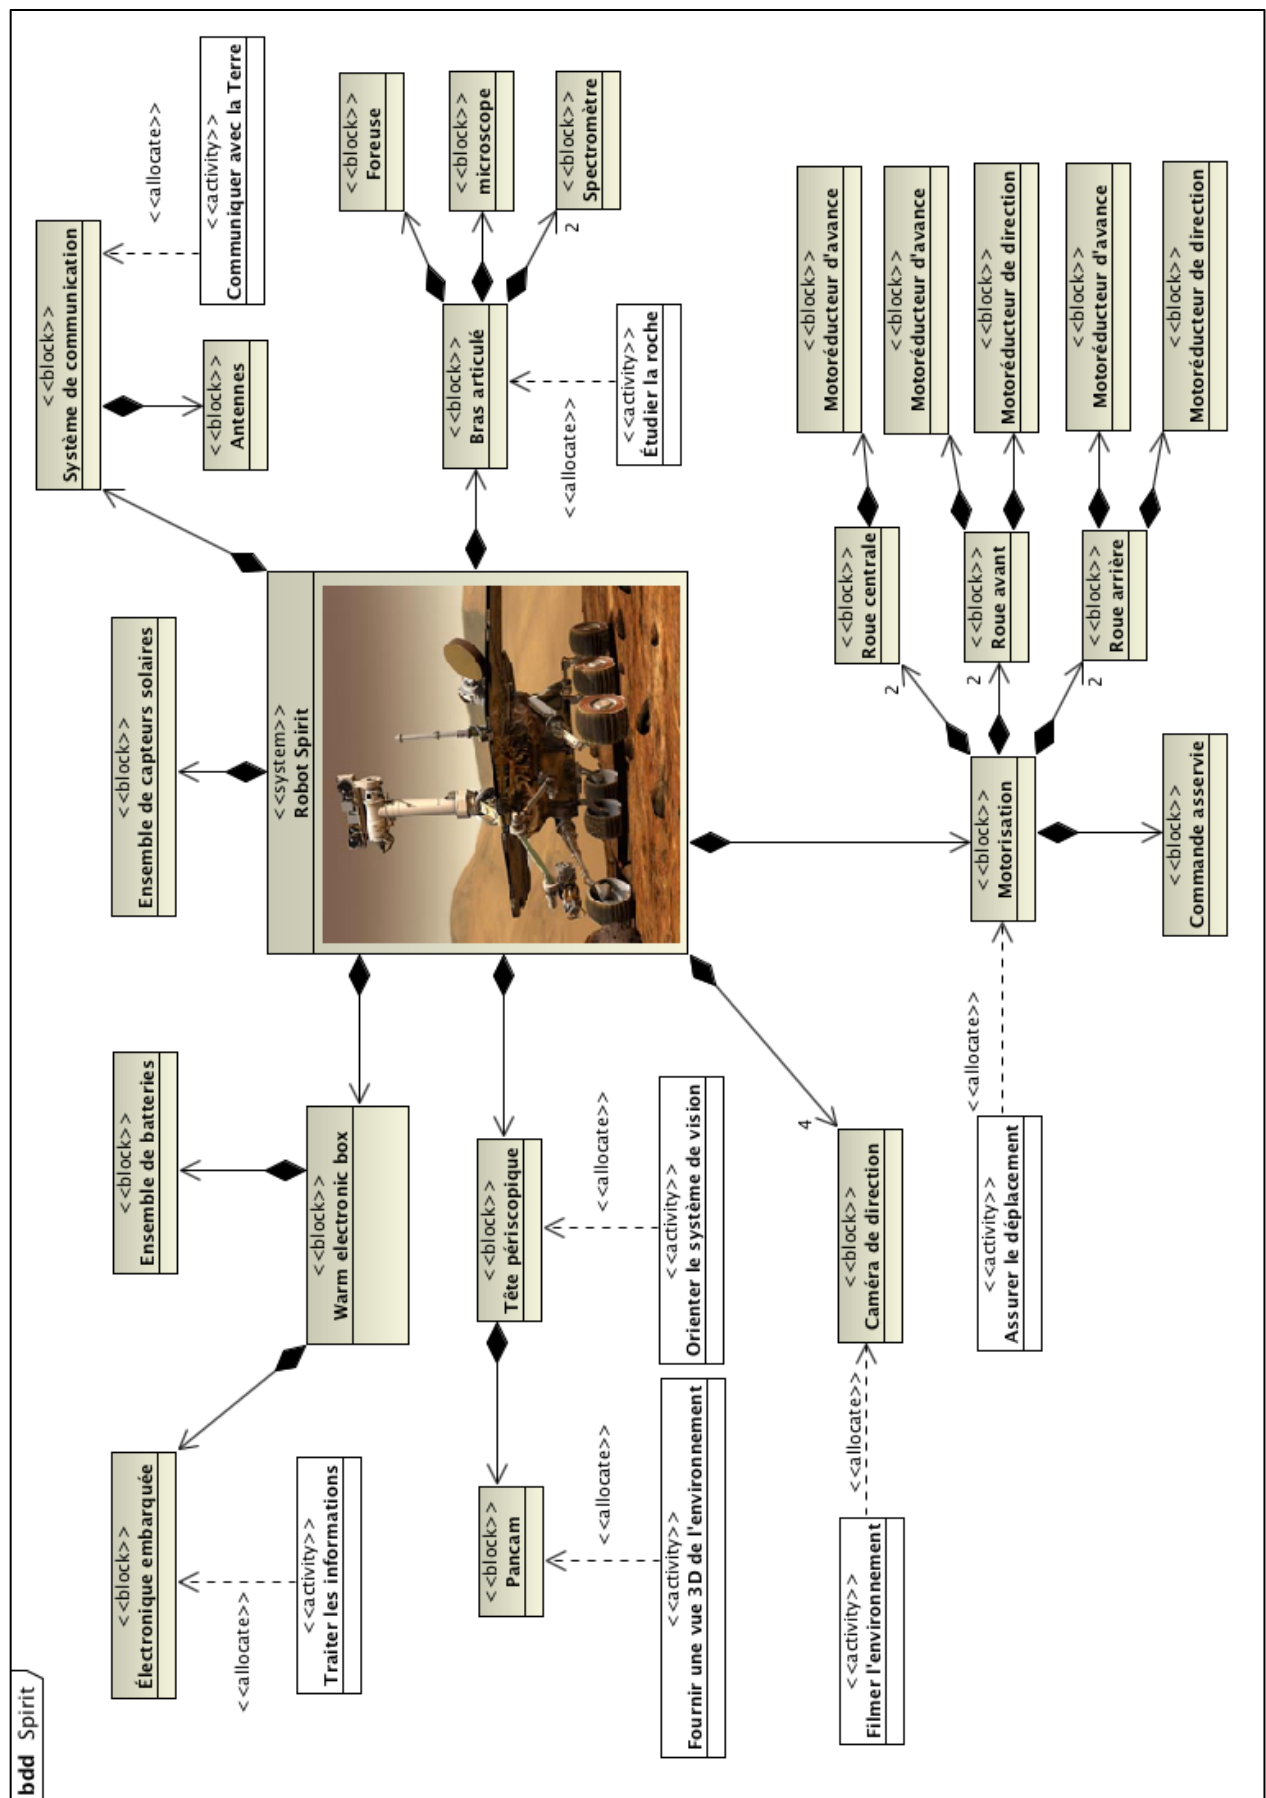 bdd Spirit
<<block>>
Électronique embarquée
<<allocate>>
<<activity>>
Traiter les informations
<<block>>
Ensemble de batteries
<<block>>
Warm electronic box
<<block>>
Ensemble de capteurs solaires
<<system>>
Robot Spirit
<<block>>
Système de communication
<<allocate>>
<<block>>
Antennes
<<activity>>
Communiquer avec la Terre
<<block>>
Foreuse
<<block>>
microscope
<<block>>
Spectromètre
2
<<block>>
Bras articulé
<<allocate>>
<<activity>>
Étudier la roche
<<block>>
Pancam
<<allocate>>
<<activity>>
Fournir une vue 3D de l'environnement
<<block>>
Tête périscopique
<<allocate>>
<<activity>>
Orienter le système de vision
4
<<block>>
Caméra de direction
<<allocate>>
<<activity>>
Filmer l'environnement
<<allocate>>
<<activity>>
Assurer le déplacement
<<block>>
Motorisation
<<block>>
Commande asservie
2
<<block>>
Roue centrale
2
<<block>>
Roue avant
2
<<block>>
Roue arrière
<<block>>
Motoréducteur d'avance
<<block>>
Motoréducteur d'avance
<<block>>
Motoréducteur de direction
<<block>>
Motoréducteur d'avance
<<block>>
Motoréducteur de direction